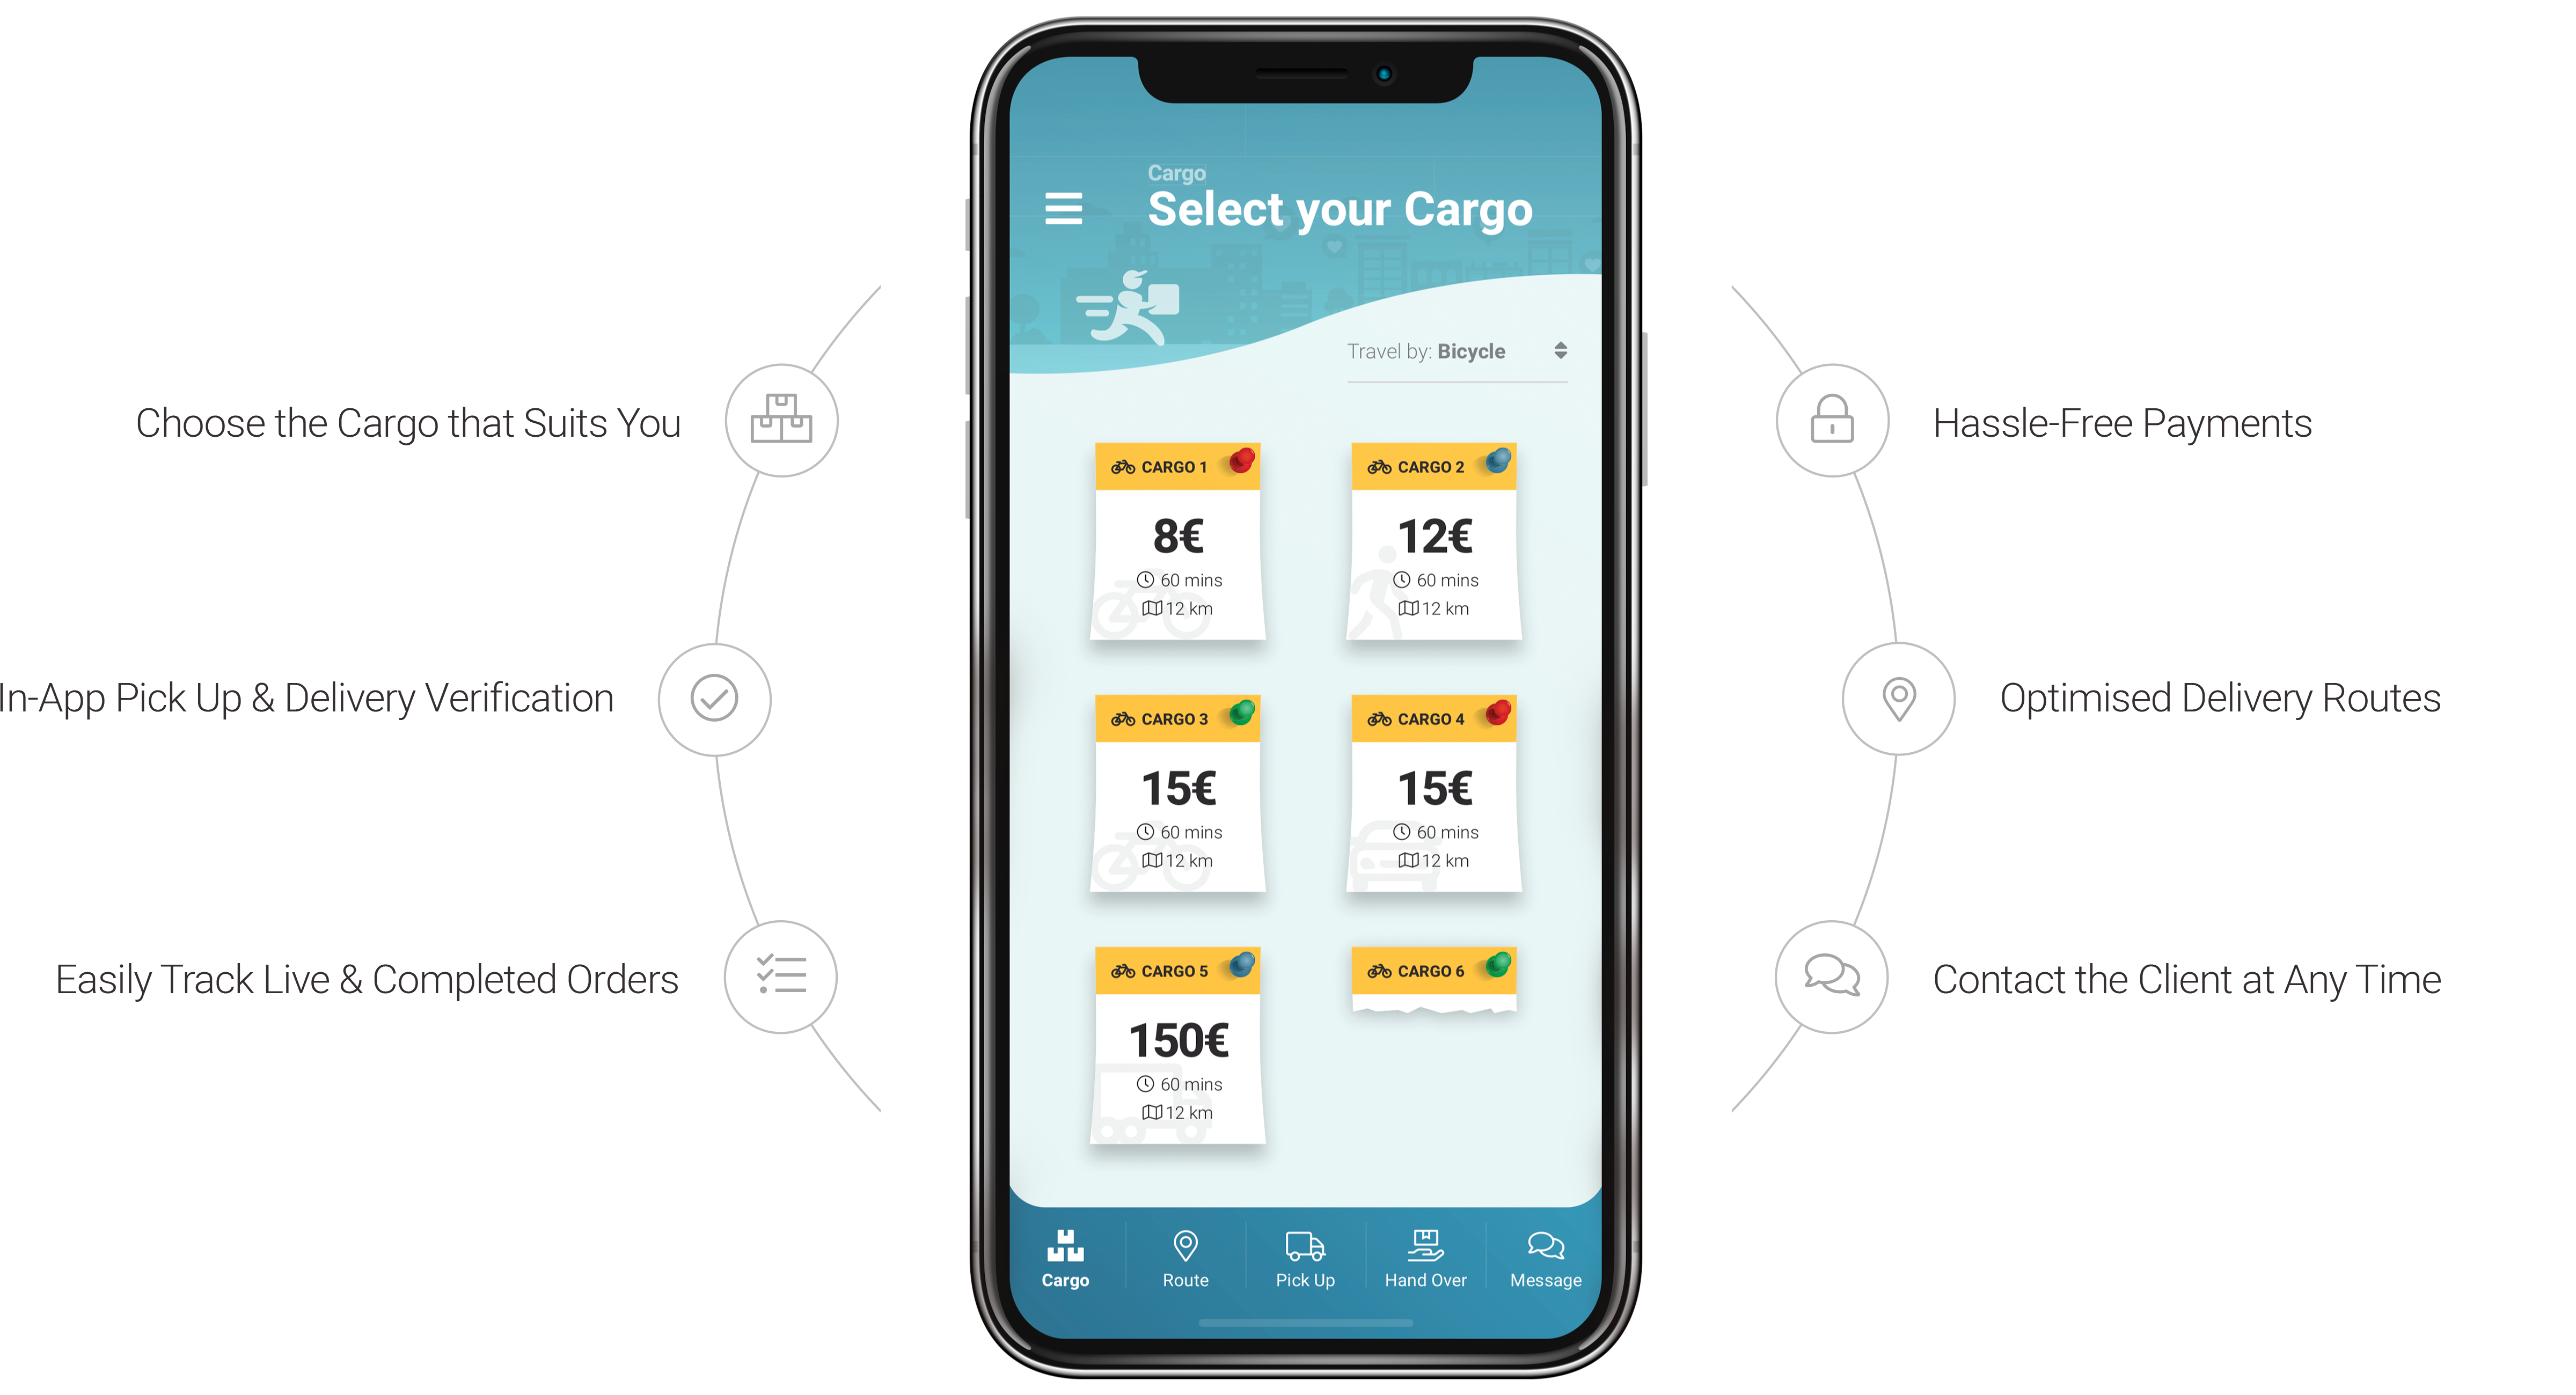 Choose the Cargo that Suits You
In-App Pick Up & Delivery Verification
Easily Track Live & Completed Orders
Cargo
Select your Cargo
Travel by: Bicycle
CARGO 1
8€
60 mins
12 km
CARGO 2
12€
60 mins
12 km
CARGO 3
15€
60 mins
12 km
CARGO 4
15€
60 mins
12 km
CARGO 5
150€
60 mins
12 km
CARGO 6
Cargo
Route
Pick Up
Hand Over
Message
Hassle-Free Payments
Optimised Delivery Routes
Contact the Client at Any Time